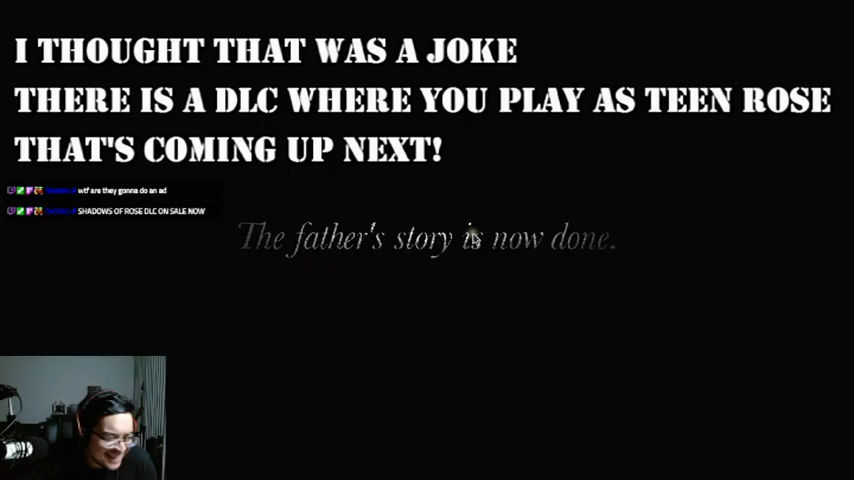 I THOUGHT THAT WAS A JOKE
THERE IS A DLC WHERE YOU PLAY AS TEEN ROSE
THAT'S COMING UP NEXT!
wtf are they gonna do an ad
SHADOWS OF ROSE DLC ON SALE NOW
The father's story is now done.